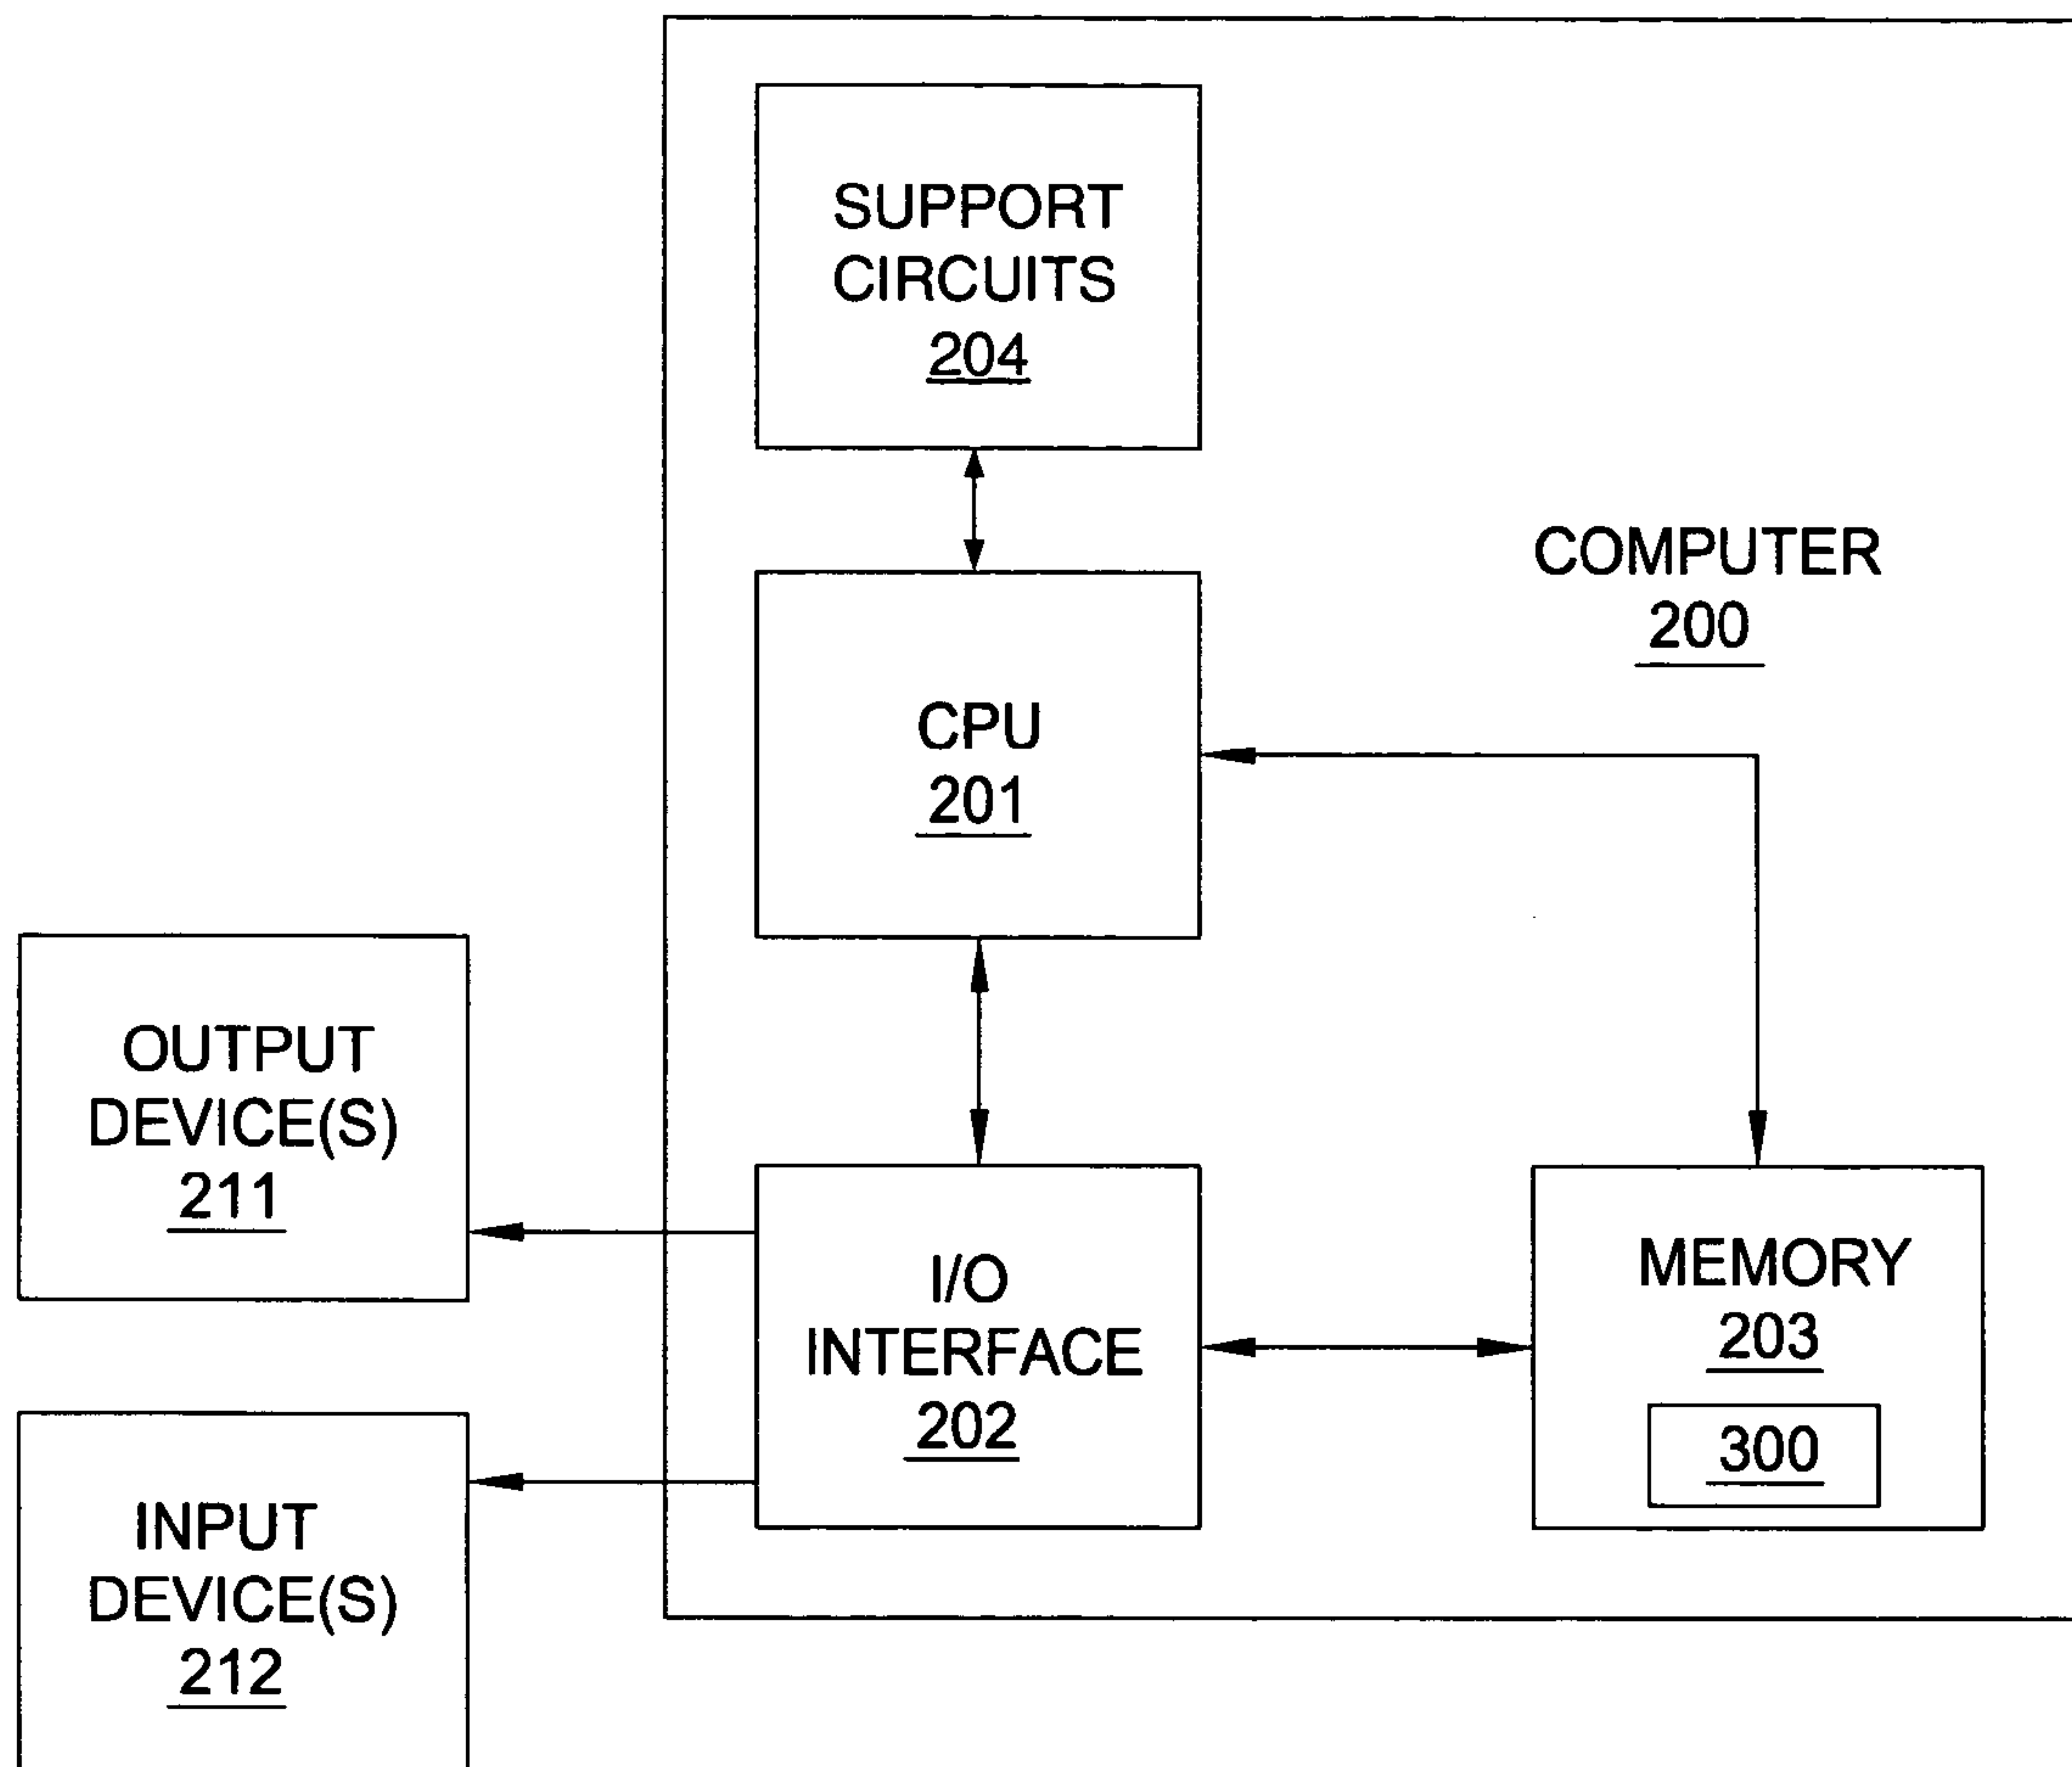 SUPPORT
CIRCUITS
204
COMPUTER
200
CPU
201
OUTPUT
DEVICE(S)
211
I/O
INTERFACE
202
MEMORY
203
300
INPUT
DEVICE(S)
212